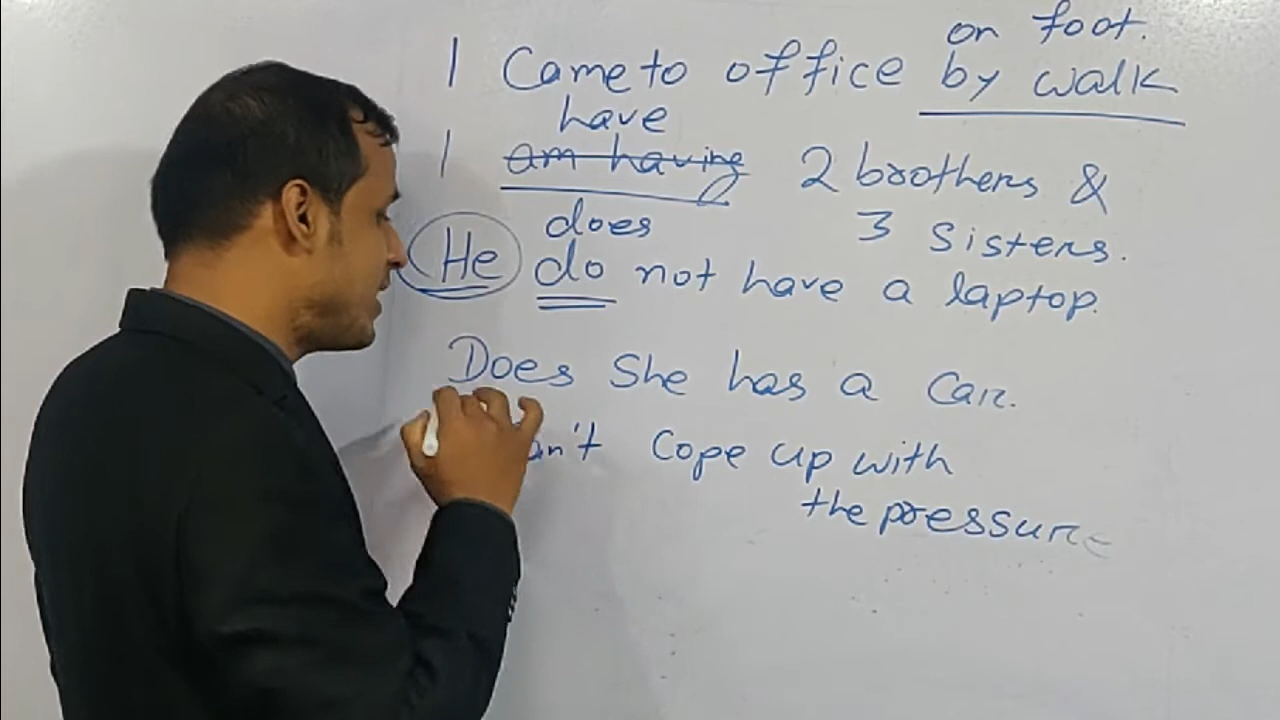 on foot.
I Came to office by walk
have
I am having 2 brothers &
does 3 Sisters.
He do not have a laptop.
Does She has a Car.
Cope up with
the pressure